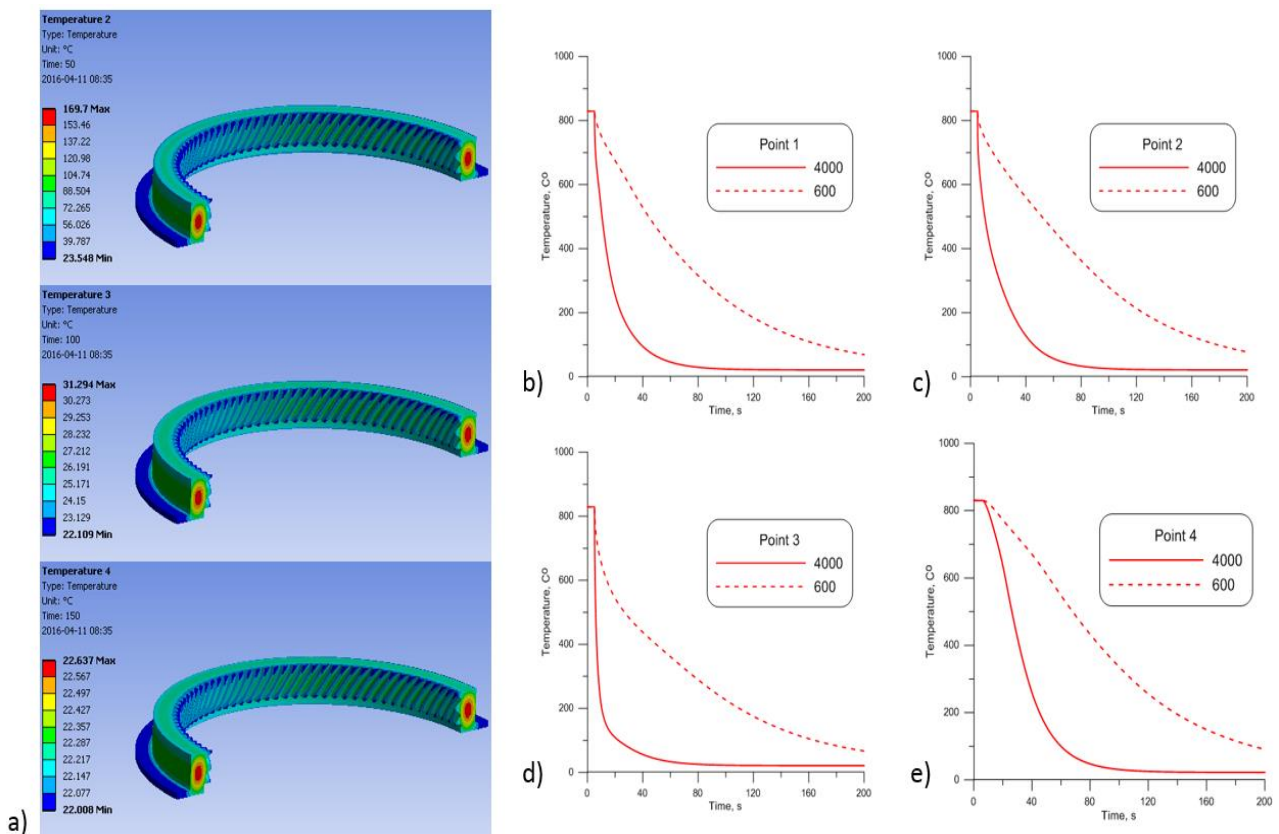 Temperature 2
Type: Temperature
Unit: °C
Time: 50
2016-04-11 08:35
169.7 Max
153.46
137.22
120.98
104.74
88.504
72.265
56.026
39.787
23.548 Min
Temperature 3
Type: Temperature
Unit: °C
Time: 100
2016-04-11 08:35
31.294 Max
30.273
29.253
28.232
27.212
26.191
25.171
24.15
23.129
22.109 Min
Temperature 4
Type: Temperature
Unit: °C
Time: 150
2016-04-11 08:35
22.637 Max
22.567
22.497
22.427
22.357
22.287
22.217
22.147
22.077
22.008 Min
a)
1000
800
600
400
200
0
Temperature, Cº
Point 1
4000
600
0 40 80 120 160 200
Time, s
b)
1000
800
600
400
200
0
Temperature, Cº
Point 2
4000
600
0 40 80 120 160 200
Time, s
c)
1000
800
600
400
200
0
Temperature, Cº
Point 3
4000
600
0 40 80 120 160 200
Time, s
d)
1000
800
600
400
200
0
Temperature, Cº
Point 4
4000
600
0 40 80 120 160 200
Time, s
e)